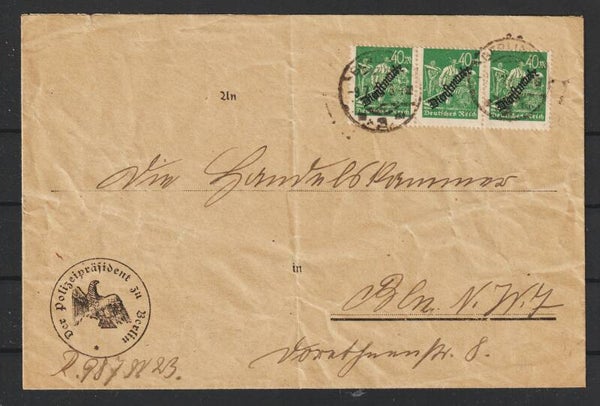 40 M 40 M 40 M
Dienstmarke Dienstmarke Dienstmarke
Deutsches Reich Deutsches Reich Deutsches Reich
BERLIN
An
Die Handelskammer
in
Bln. N.W.7
Dorotheenstr. 8.
Der Polizeipräsident zu Berlin